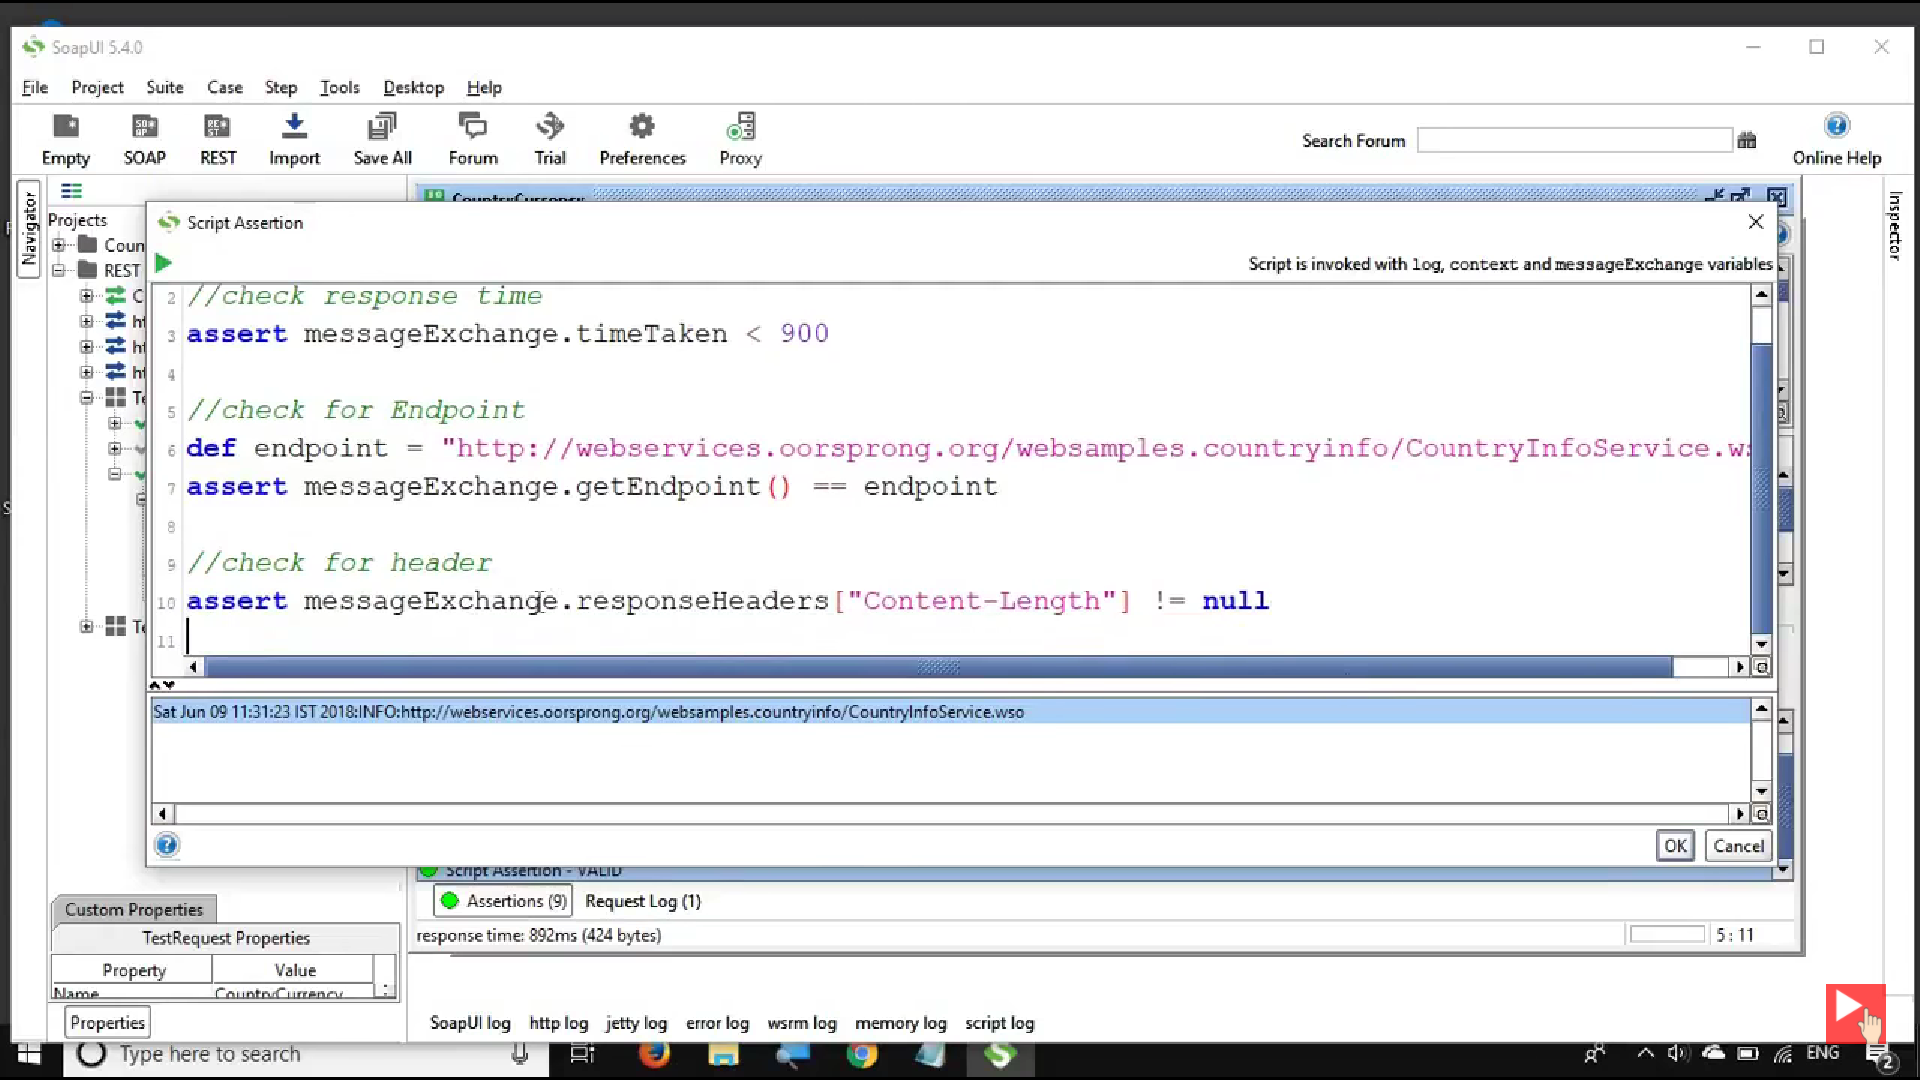 SoapUI 5.4.0
File Project Suite Case Step Tools Desktop Help
Empty SOAP REST Import Save All Forum Trial Preferences Proxy
Search Forum
Online Help
Navigator
Inspector
Projects
Coun
REST
CountryCurrency
Script Assertion
Script is invoked with log, context and messageExchange variables
2 //check response time
3 assert messageExchange.timeTaken < 900
4
5 //check for Endpoint
6 def endpoint = "http://webservices.oorsprong.org/websamples.countryinfo/CountryInfoService.ws
7 assert messageExchange.getEndpoint() == endpoint
8
9 //check for header
10 assert messageExchange.responseHeaders["Content-Length"] != null
11
Sat Jun 09 11:31:23 IST 2018:INFO:http://webservices.oorsprong.org/websamples.countryinfo/CountryInfoService.wso
OK Cancel
Script Assertion - VALID
Assertions (9) Request Log (1)
response time: 892ms (424 bytes)
5 : 11
Custom Properties
TestRequest Properties
Property Value
Name CountryCurrency
Properties
SoapUI log http log jetty log error log wsrm log memory log script log
Type here to search
ENG
2